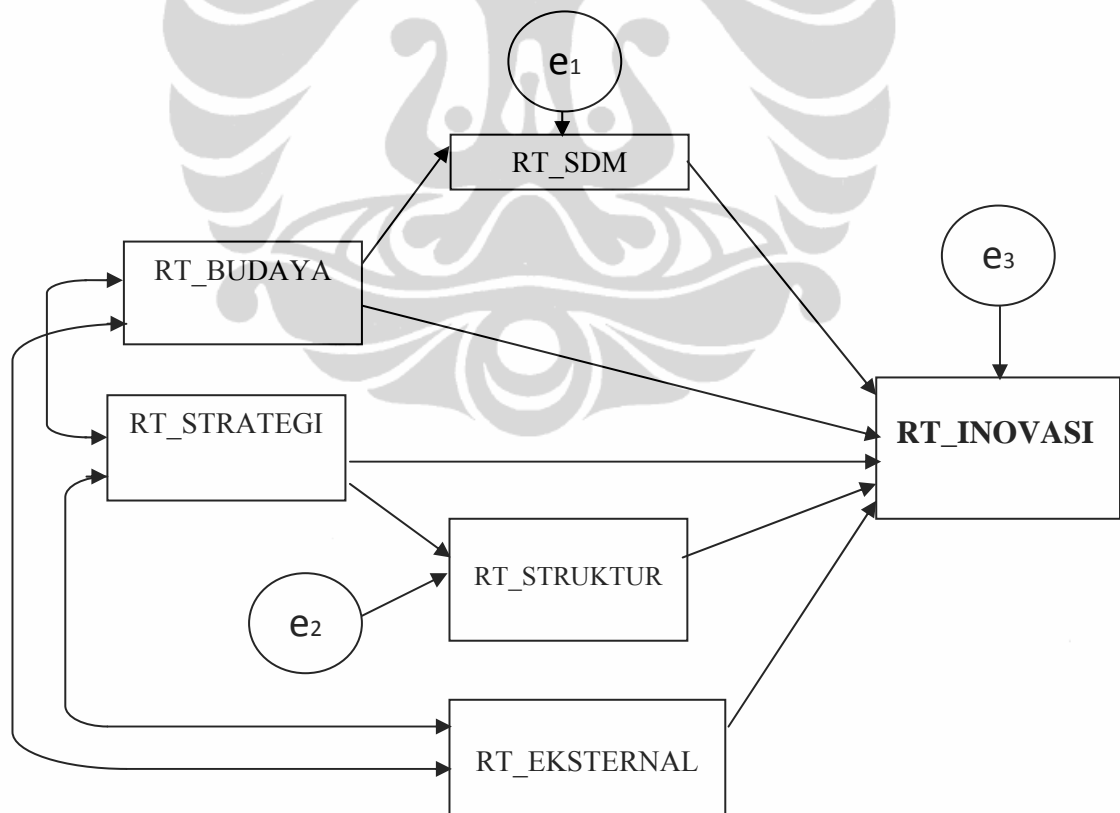 e1
RT_SDM
RT_BUDAYA
e3
RT_STRATEGI
RT_INOVASI
RT_STRUKTUR
e2
RT_EKSTERNAL